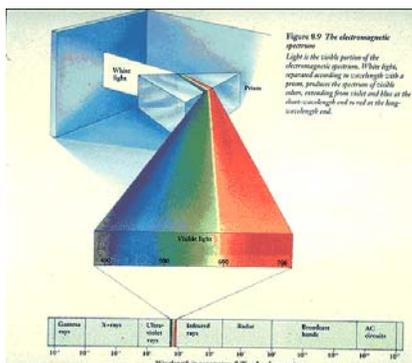 Figure 8.9 The electromagnetic
spectrum
Light is the visible portion of the
electromagnetic spectrum. White light,
separated according to wavelength with a
prism, produces the spectrum of visible
colors, extending from violet and blue at the
short-wavelength end to red at the long-
wavelength end.
White
light
Prism
Visible light
400 500 600 700
Gamma
rays
X-rays
Ultra-
violet
rays
Infrared
rays
Radar
Broadcast
bands
AC
circuits
Wavelength in